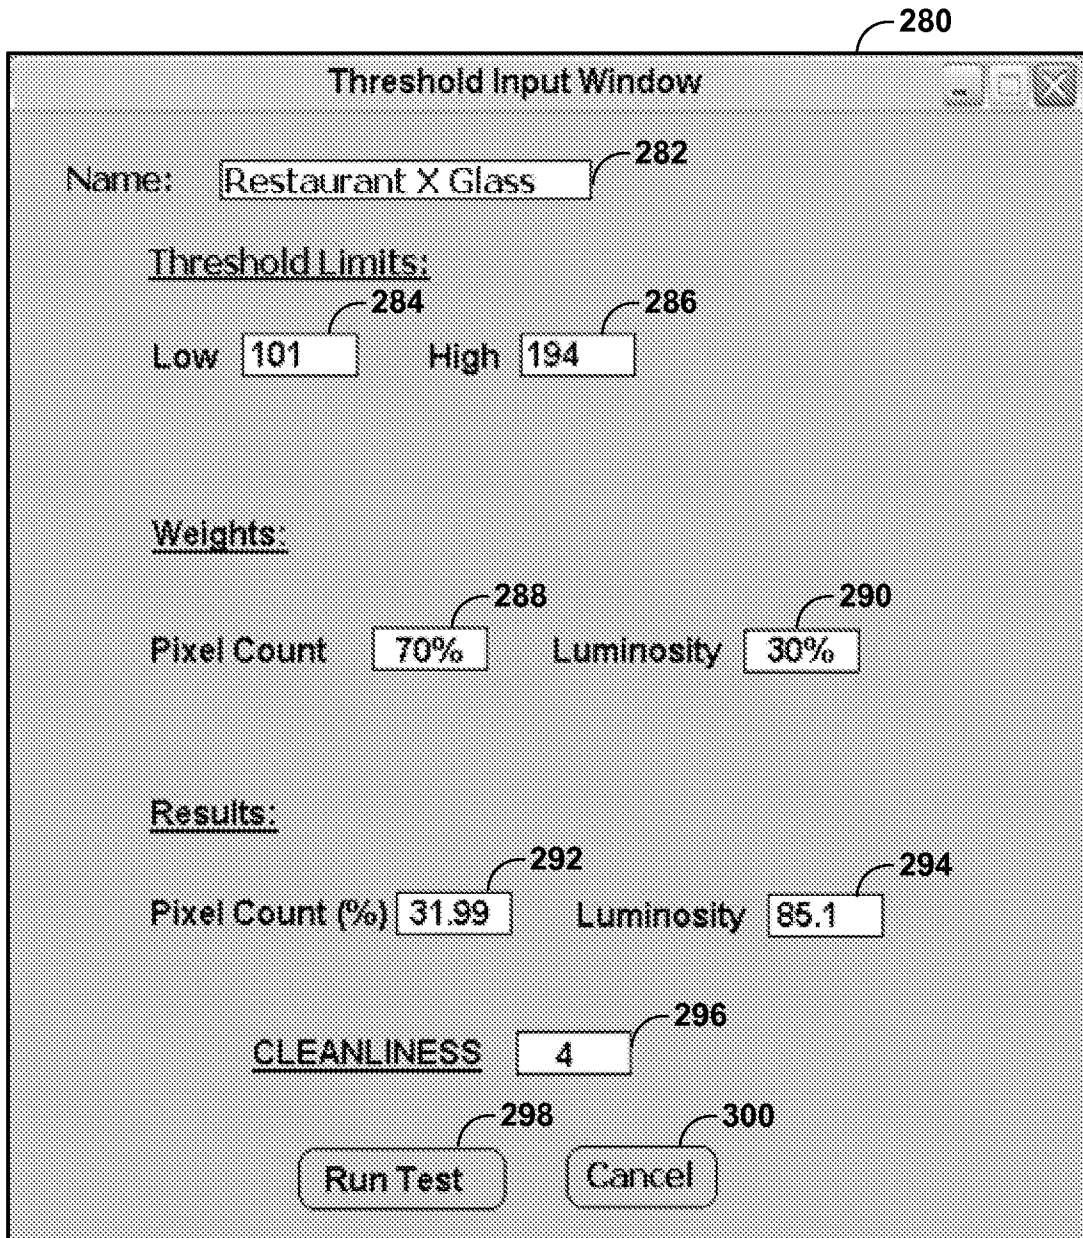 280
Threshold Input Window
282
Name: Restaurant X Glass
Threshold Limits:
284 286
Low 101 High 194
Weights:
288 290
Pixel Count 70% Luminosity 30%
Results:
292 294
Pixel Count (%) 31.99 Luminosity 85.1
296
CLEANLINESS 4
298 300
Run Test Cancel